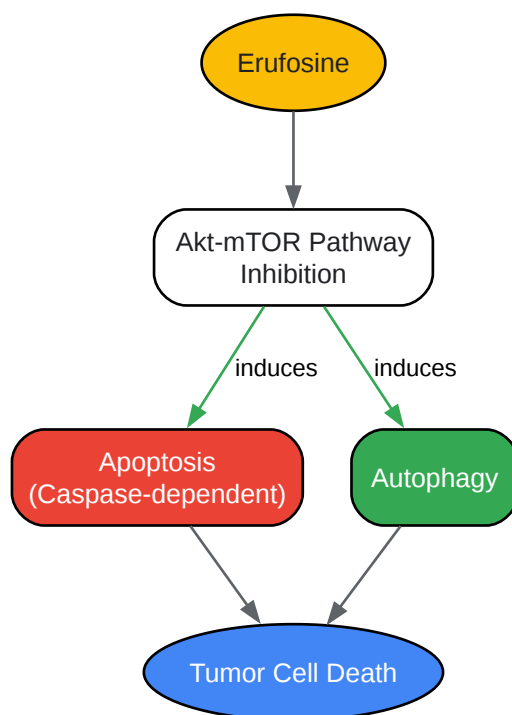 Erufosine
Akt-mTOR Pathway
Inhibition
induces
induces
Apoptosis
(Caspase-dependent)
Autophagy
Tumor Cell Death